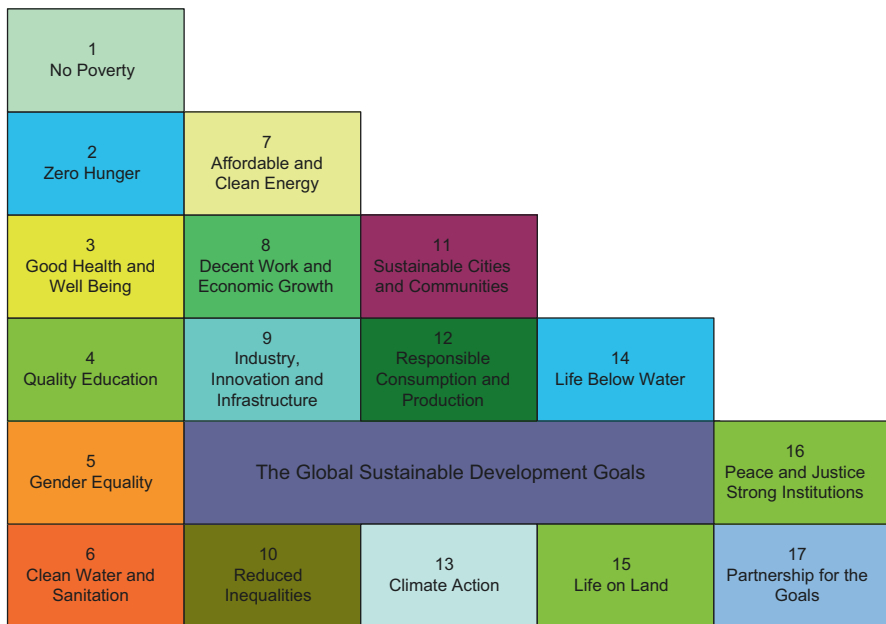 1
No Poverty
2
Zero Hunger
7
Affordable and
Clean Energy
3
Good Health and
Well Being
8
Decent Work and
Economic Growth
11
Sustainable Cities
and Communities
4
Quality Education
9
Industry,
Innovation and
Infrastructure
12
Responsible
Consumption and
Production
14
Life Below Water
5
Gender Equality
The Global Sustainable Development Goals
16
Peace and Justice
Strong Institutions
6
Clean Water and
Sanitation
10
Reduced
Inequalities
13
Climate Action
15
Life on Land
17
Partnership for the
Goals